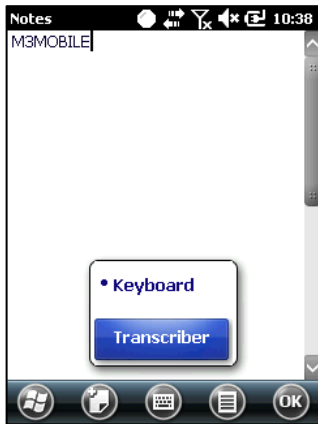 Notes 10:38
M3MOBILE
• Keyboard
Transcriber
OK